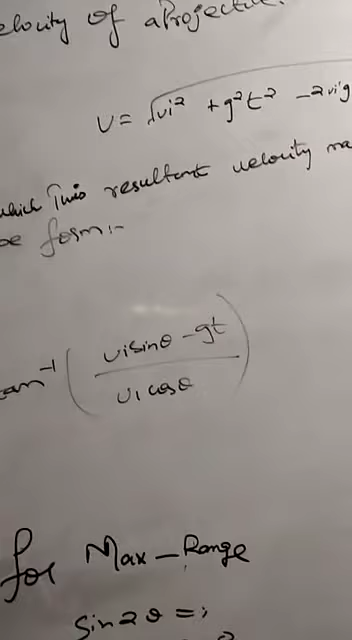 elocity of a Projectile
V = √vi² + g²t² - 2vig
which This resultant velocity ma
be form:-
tan⁻¹ (visinθ - gt / vicosθ)
for Max-Range
Sin2θ =;